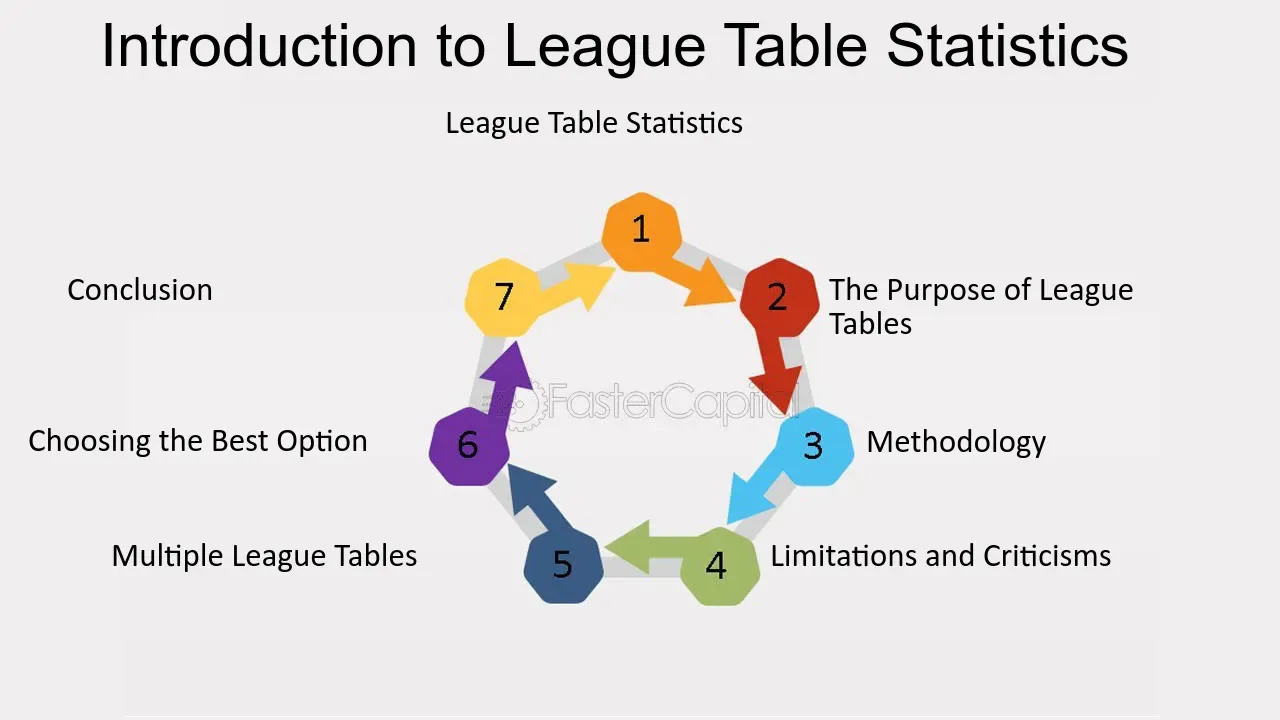 Introduction to League Table Statistics
League Table Statistics
1
2
The Purpose of League
Tables
3
Methodology
4
Limitations and Criticisms
5
Multiple League Tables
6
Choosing the Best Option
7
Conclusion
FasterCapital